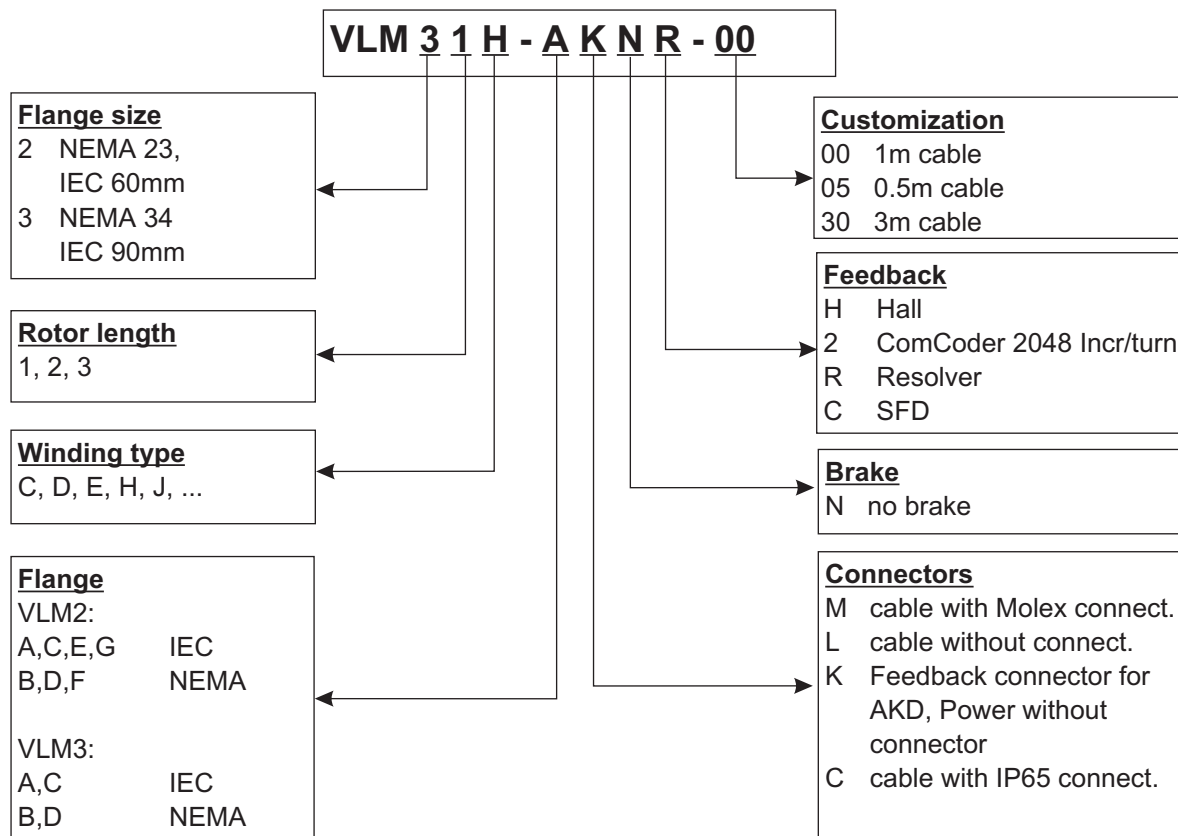 VLM 3 1 H - A K N R - 00
Flange size
2 NEMA 23,
IEC 60mm
3 NEMA 34
IEC 90mm
Rotor length
1, 2, 3
Winding type
C, D, E, H, J, ...
Flange
VLM2:
A,C,E,G IEC
B,D,F NEMA
VLM3:
A,C IEC
B,D NEMA
Customization
00 1m cable
05 0.5m cable
30 3m cable
Feedback
H Hall
2 ComCoder 2048 Incr/turn
R Resolver
C SFD
Brake
N no brake
Connectors
M cable with Molex connect.
L cable without connect.
K Feedback connector for
AKD, Power without
connector
C cable with IP65 connect.